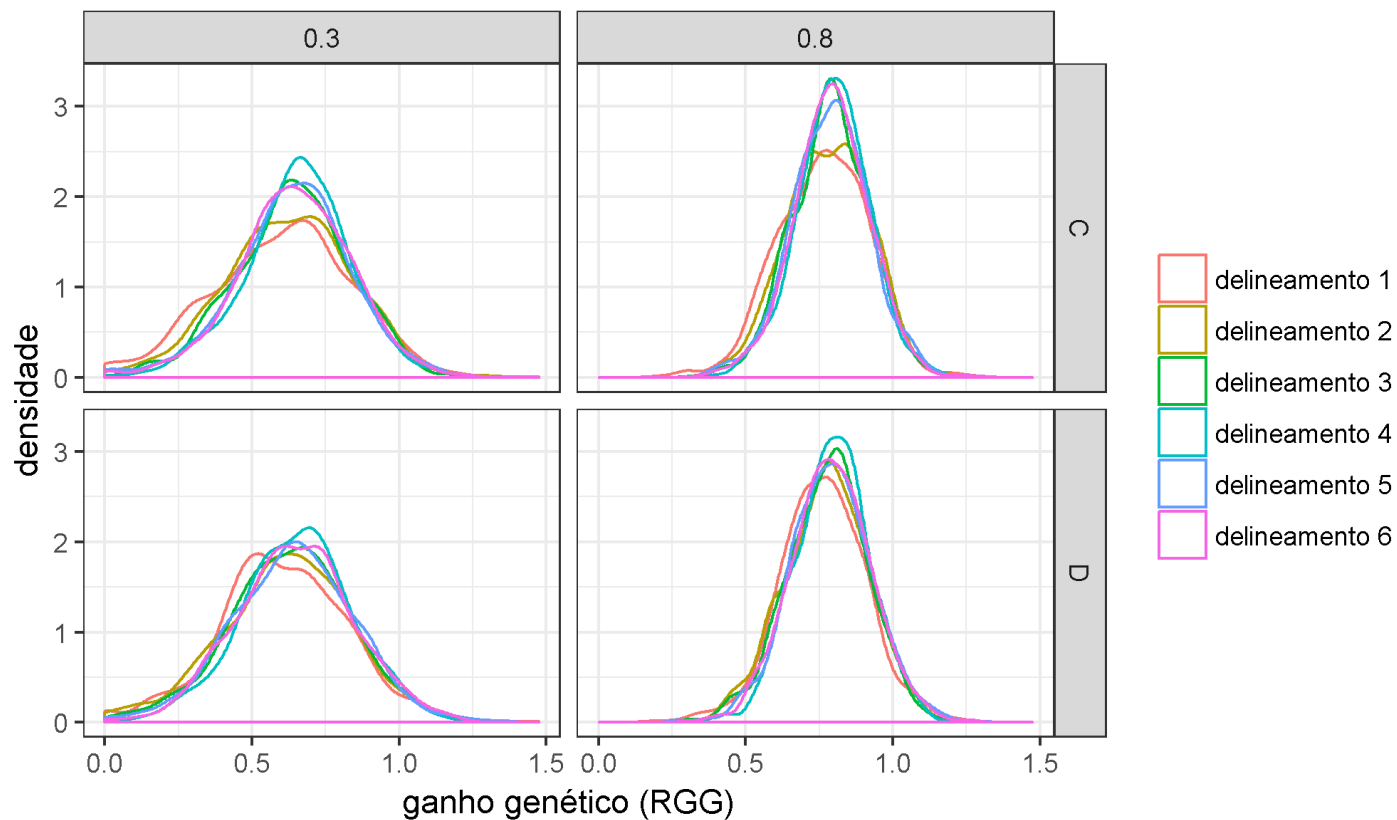 0.3
0.8
3
2
1
0
C
3
2
1
0
D
0.0
0.5
1.0
1.5
0.0
0.5
1.0
1.5
densidade
ganho genético (RGG)
delineamento 1
delineamento 2
delineamento 3
delineamento 4
delineamento 5
delineamento 6